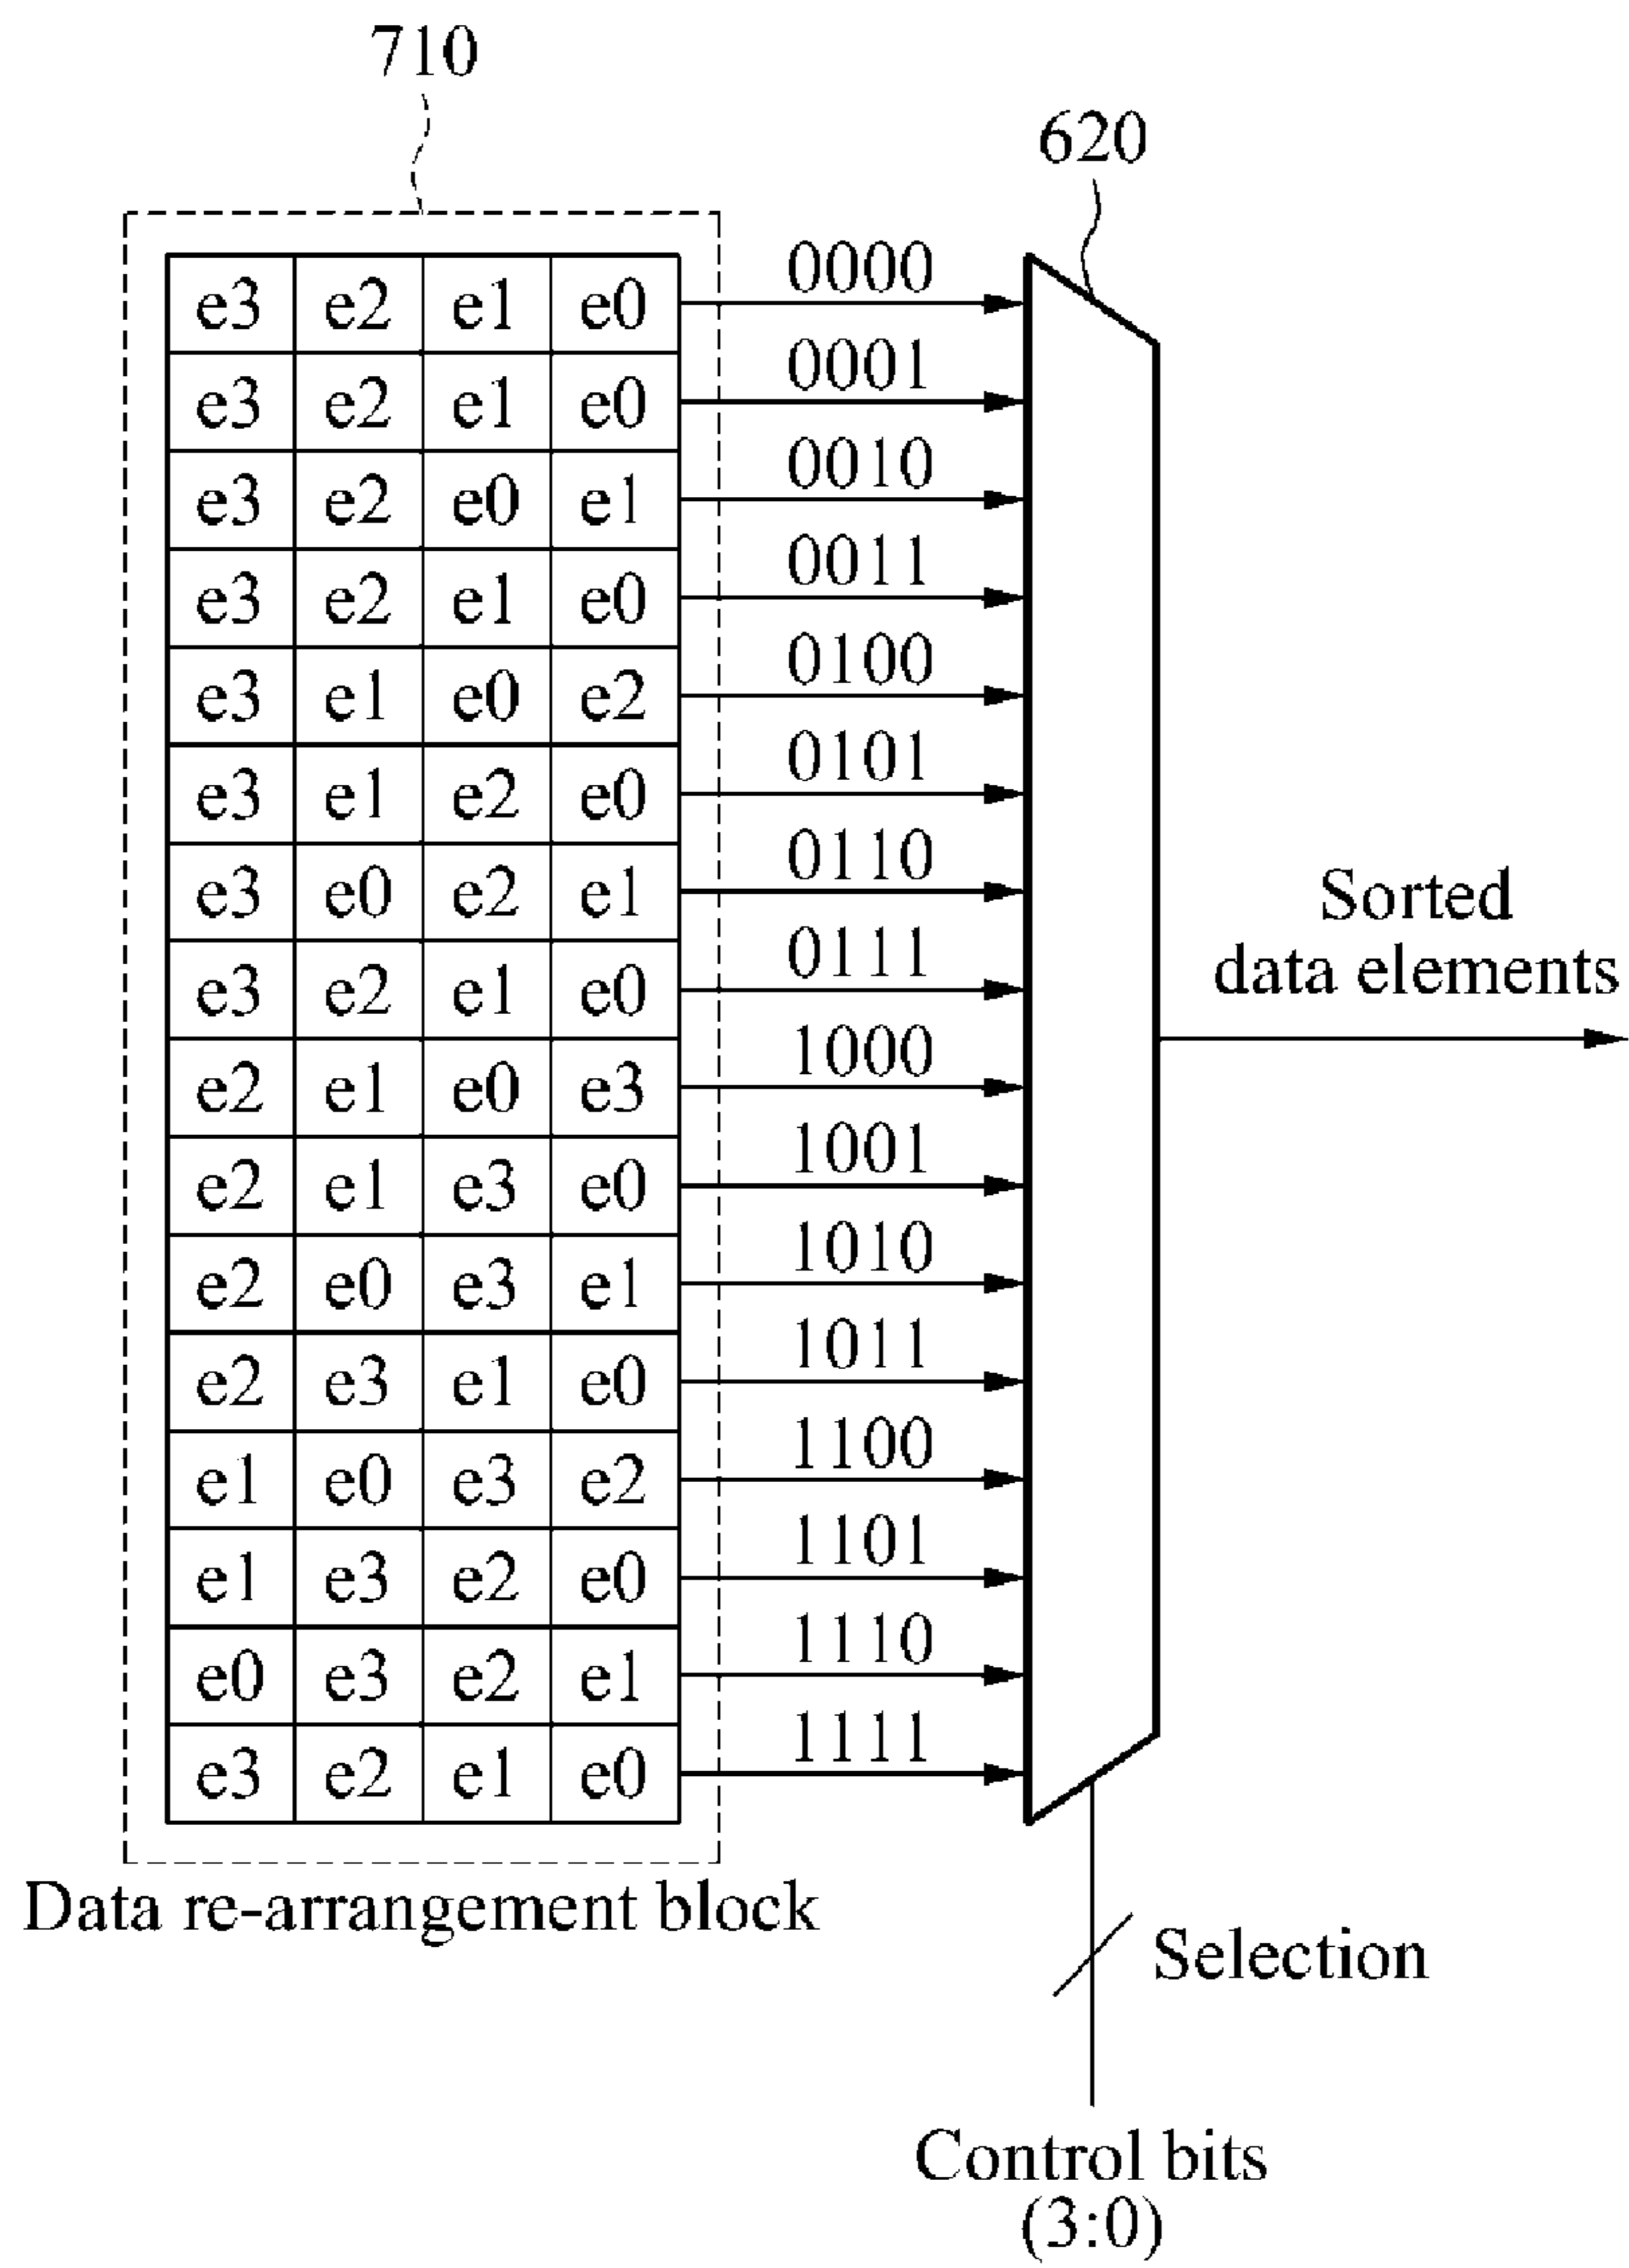 710
620
e3 e2 e1 e0 0000
e3 e2 e1 e0 0001
e3 e2 e0 e1 0010
e3 e2 e1 e0 0011
e3 e1 e0 e2 0100
e3 e1 e2 e0 0101
e3 e0 e2 e1 0110
e3 e2 e1 e0 0111
e2 e1 e0 e3 1000
e2 e1 e3 e0 1001
e2 e0 e3 e1 1010
e2 e3 e1 e0 1011
e1 e0 e3 e2 1100
e1 e3 e2 e0 1101
e0 e3 e2 e1 1110
e3 e2 e1 e0 1111
Sorted
data elements
Data re-arrangement block
Selection
Control bits
(3:0)